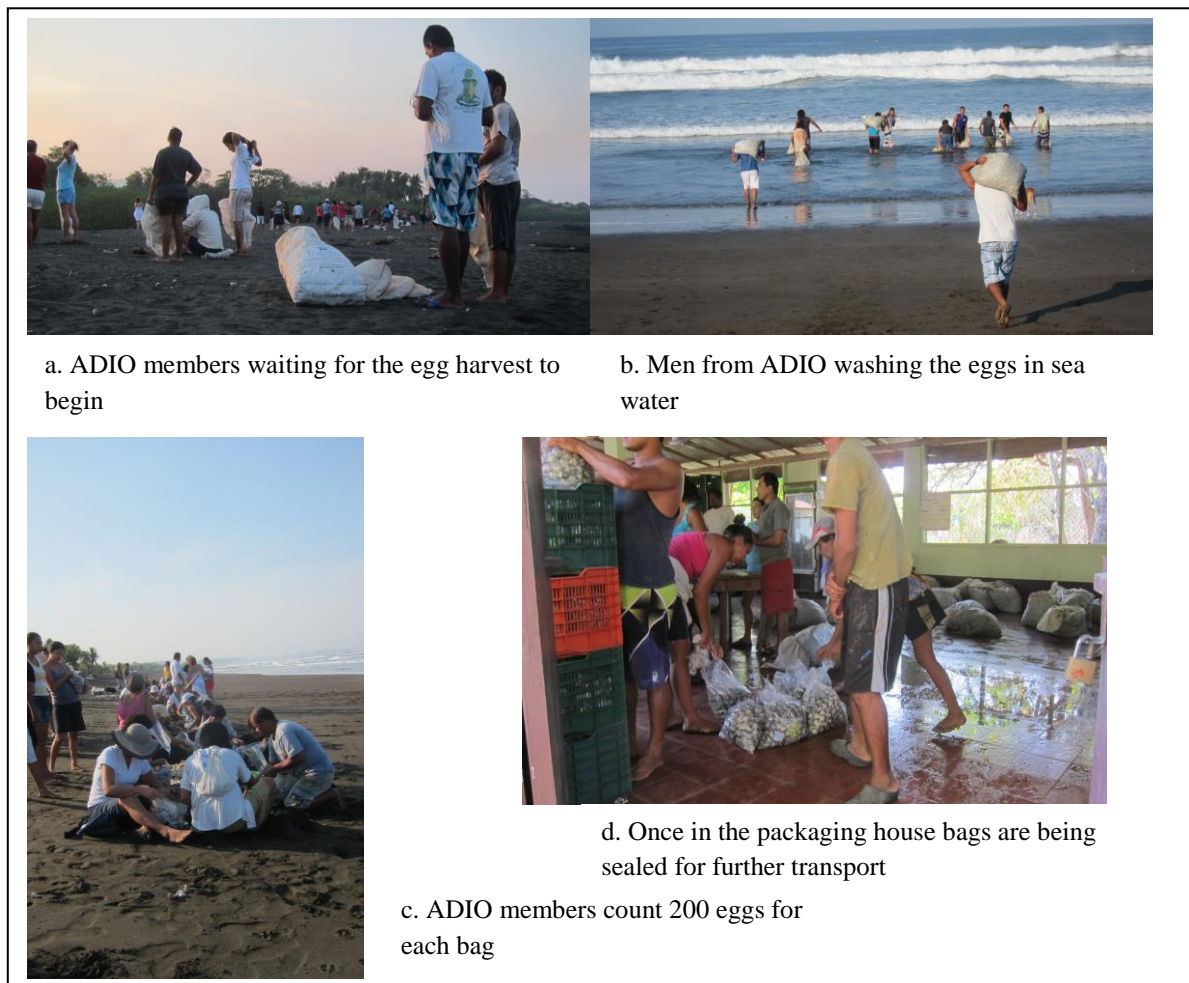 a. ADIO members waiting for the egg harvest to
begin
b. Men from ADIO washing the eggs in sea
water
d. Once in the packaging house bags are being
sealed for further transport
c. ADIO members count 200 eggs for
each bag